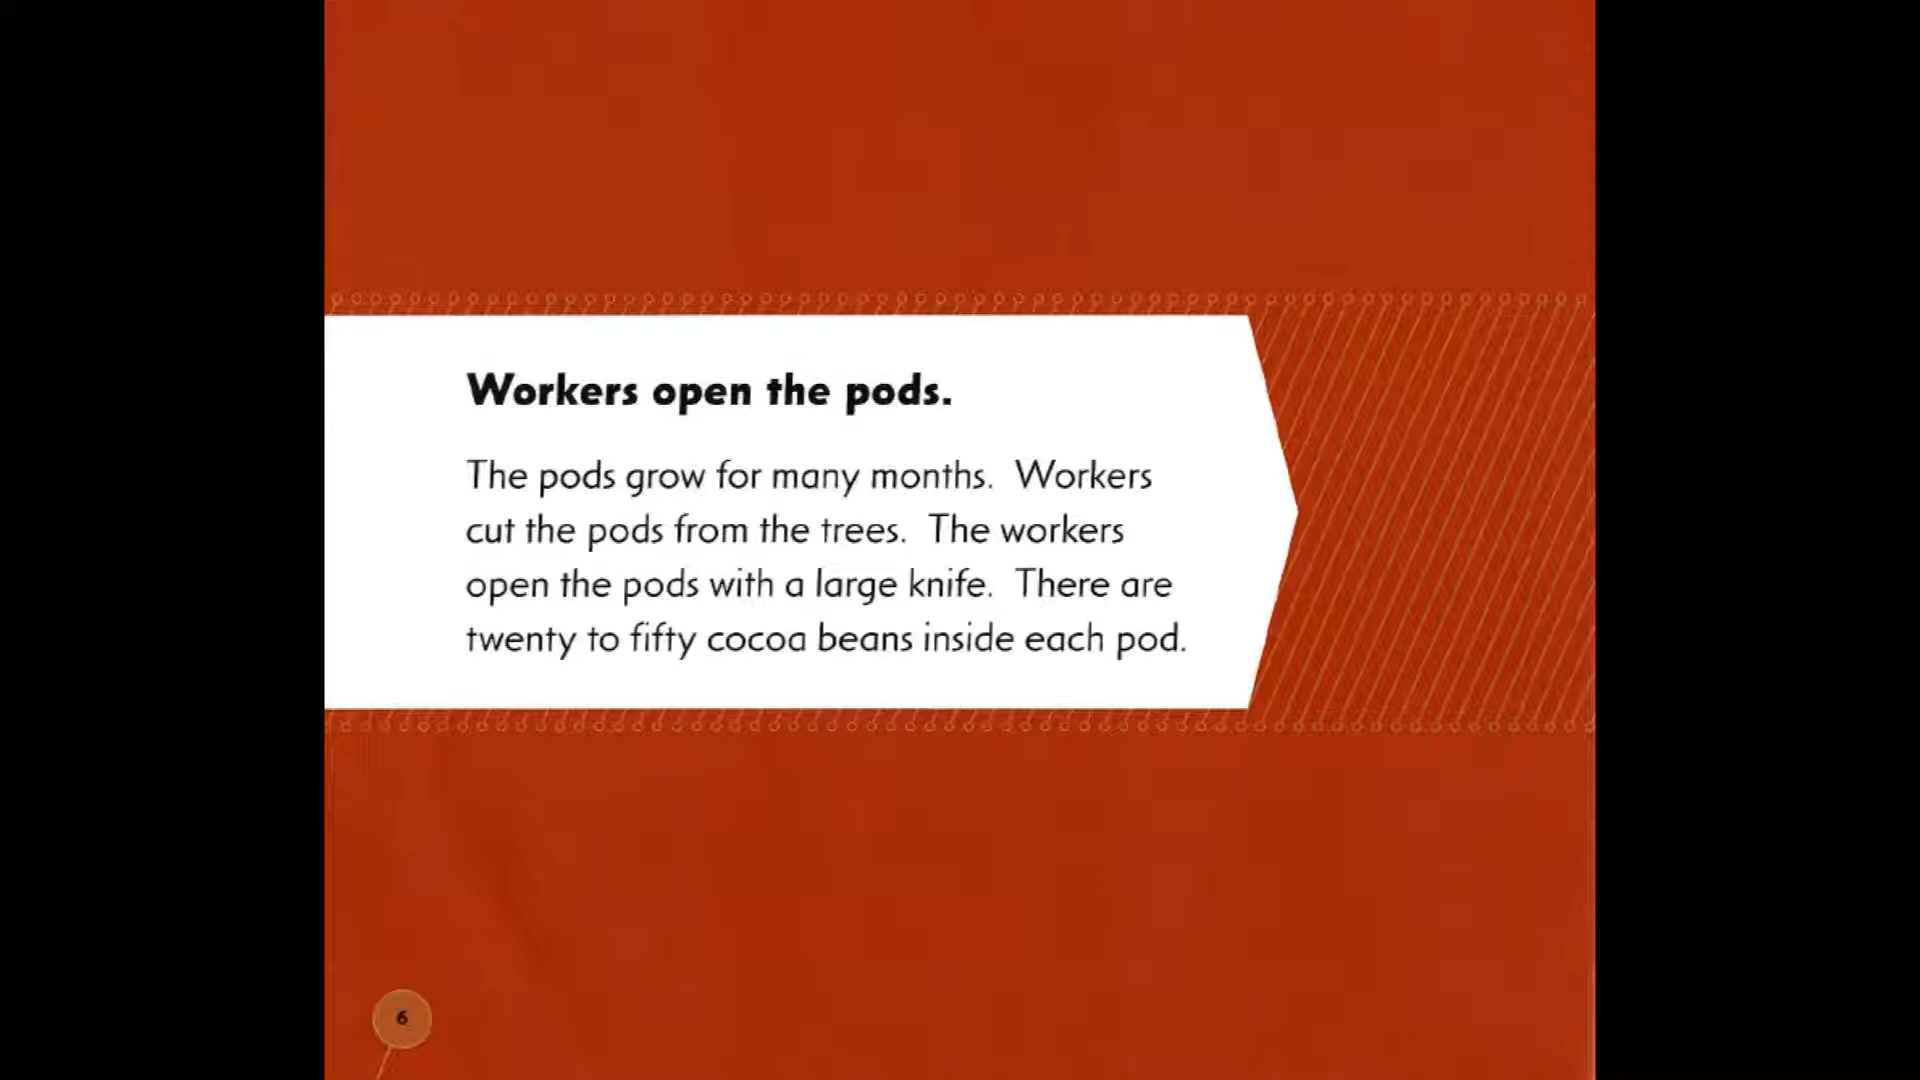 Workers open the pods.
The pods grow for many months. Workers
cut the pods from the trees. The workers
open the pods with a large knife. There are
twenty to fifty cocoa beans inside each pod.
6